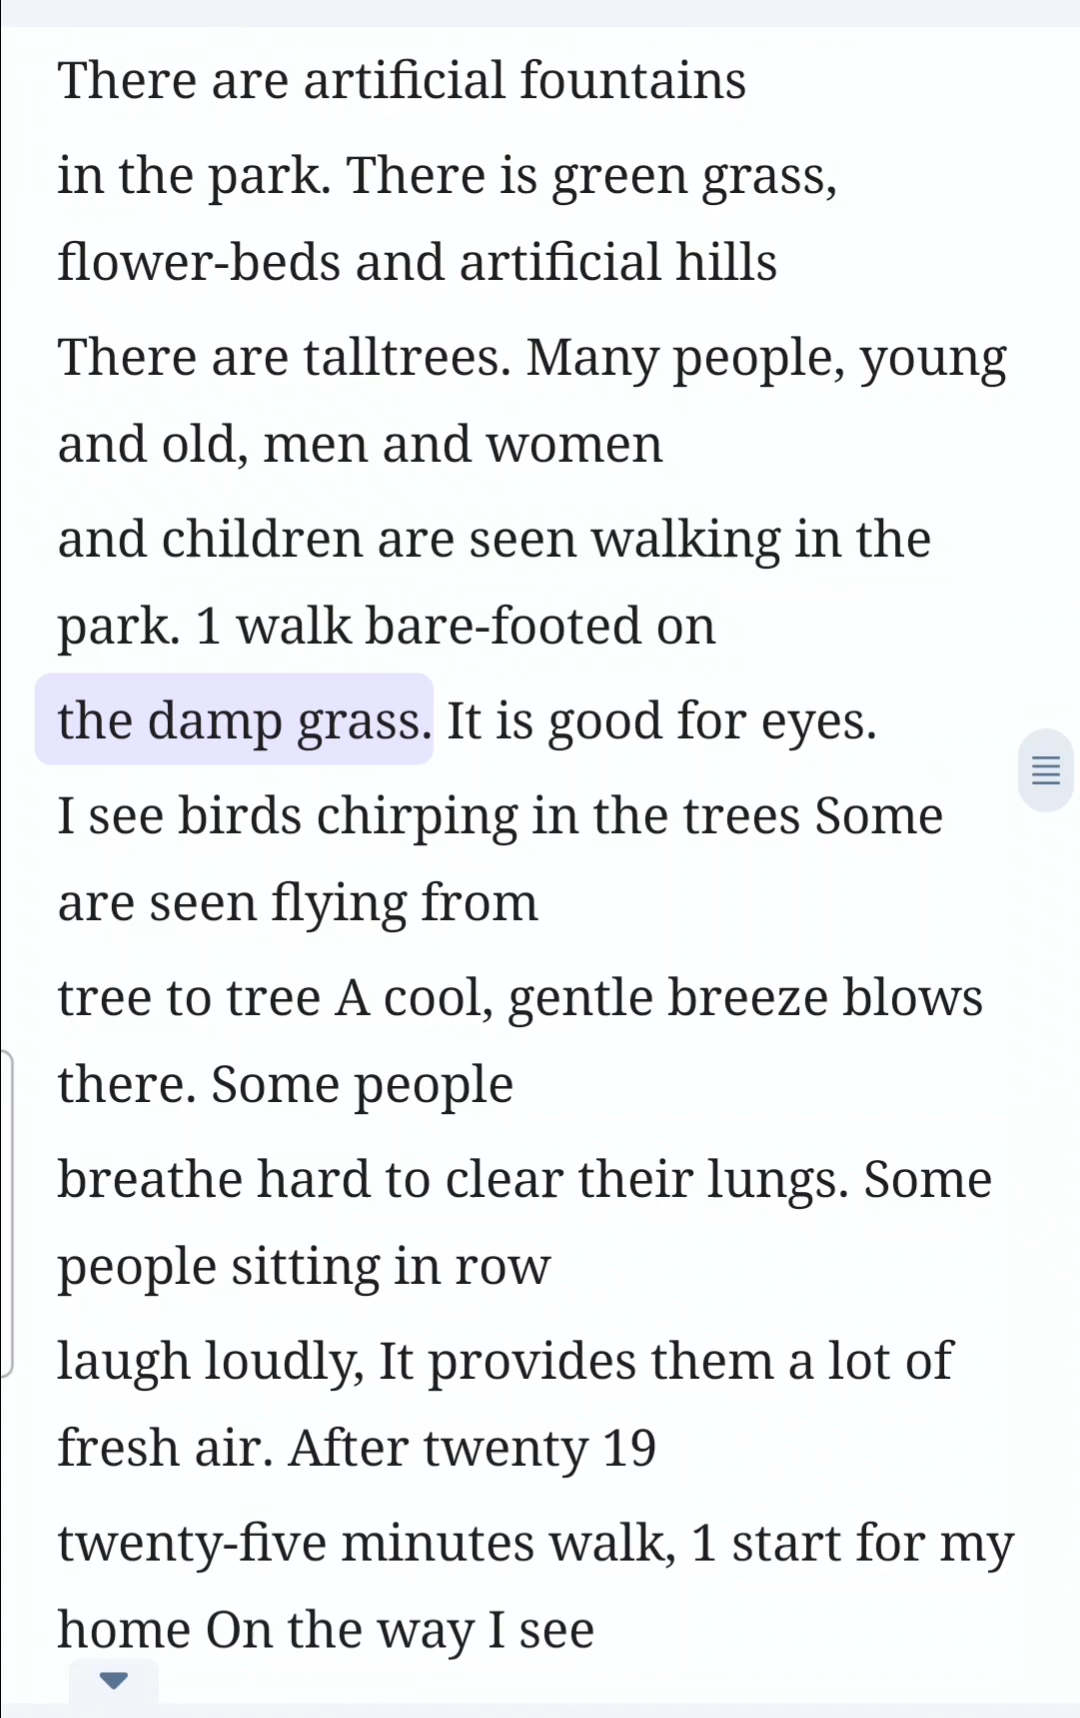 There are artificial fountains
in the park. There is green grass,
flower-beds and artificial hills
There are talltrees. Many people, young
and old, men and women
and children are seen walking in the
park. 1 walk bare-footed on
the damp grass. It is good for eyes.
I see birds chirping in the trees Some
are seen flying from
tree to tree A cool, gentle breeze blows
there. Some people
breathe hard to clear their lungs. Some
people sitting in row
laugh loudly, It provides them a lot of
fresh air. After twenty 19
twenty-five minutes walk, 1 start for my
home On the way I see